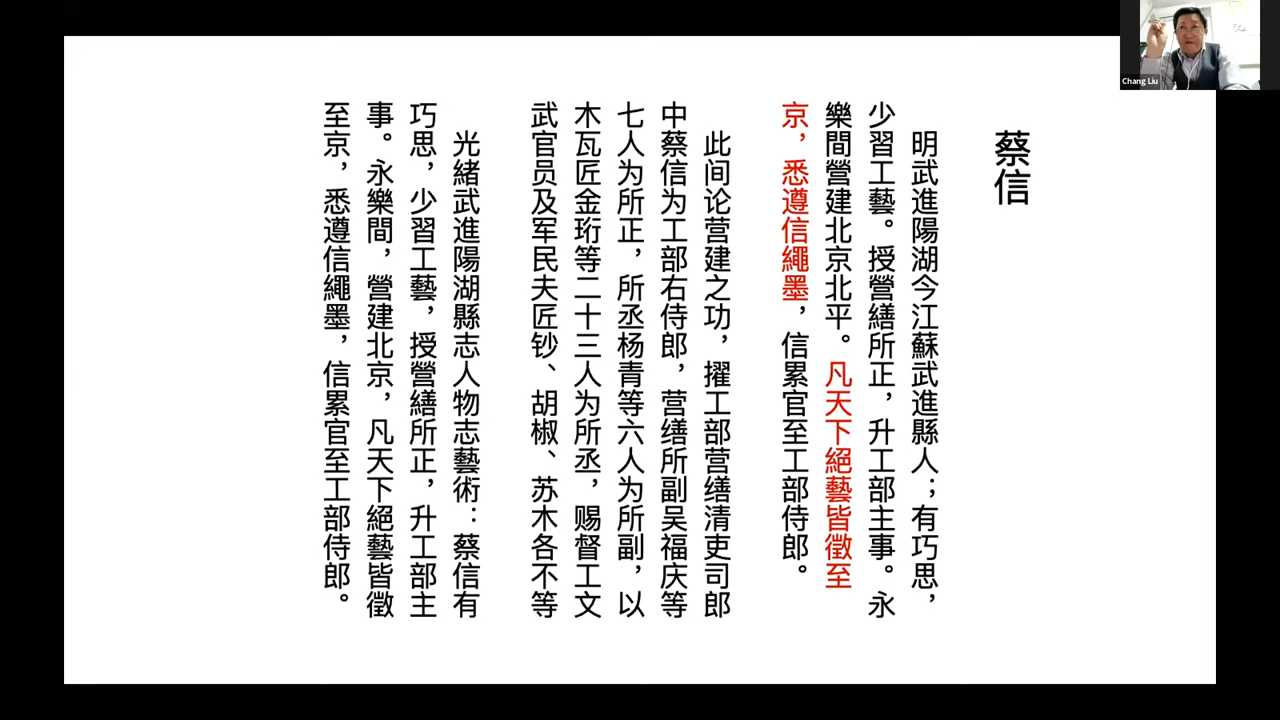 蔡信
明武進陽湖今江蘇武進縣人；有巧思，
少習工藝。授營繕所正，升工部主事。永
樂間營建北京北平。凡天下絕藝皆徵至
京，悉遵信繩墨，信累官至工部侍郎。
此间论营建之功，擢工部营缮清吏司郎
中蔡信为工部右侍郎，营缮所副吴福庆等
七人为所正，所丞杨青等六人为所副，以
木瓦匠金珩等二十三人为所丞，赐督工文
武官员及军民夫匠钞、胡椒、苏木各不等
光緒武進陽湖縣志人物志藝術：蔡信有
巧思，少習工藝，授營繕所正，升工部主
事。永樂間，營建北京，凡天下絕藝皆徵
至京，悉遵信繩墨，信累官至工部侍郎。
Chang Liu